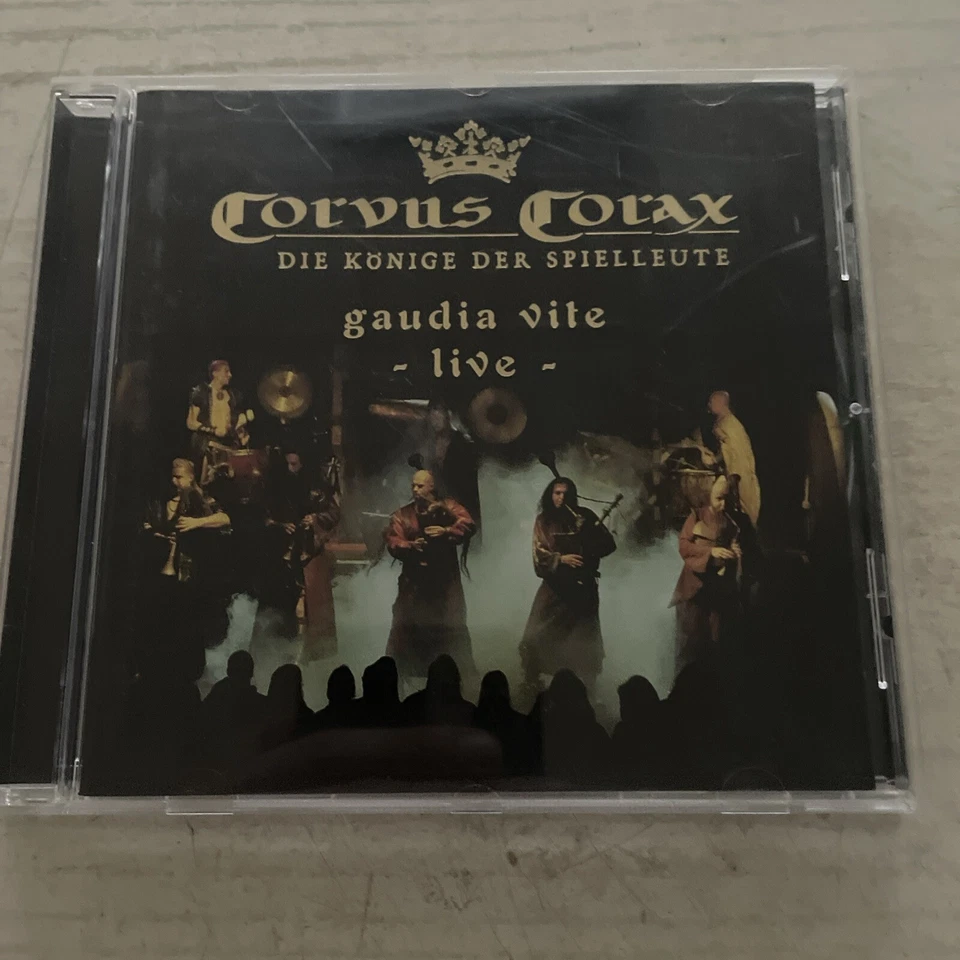 Corvus Corax
DIE KÖNIGE DER SPIELLEUTE
gaudia vite
- live -